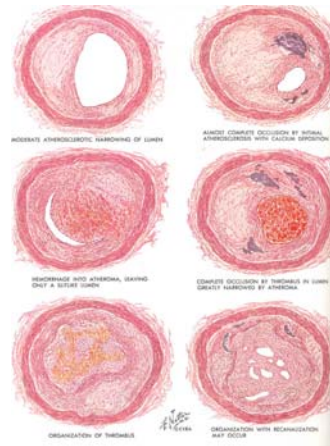 MODERATE ATHEROSCLEROTIC NARROWING OF LUMEN
ALMOST COMPLETE OCCLUSION BY INTIMAL
ATHEROSCLEROSIS WITH CALCIUM DEPOSITION
HEMORRHAGE INTO ATHEROMA, LEAVING
ONLY A SLITLIKE LUMEN
COMPLETE OCCLUSION BY THROMBUS IN LUMEN
GREATLY NARROWED BY ATHEROMA
ORGANIZATION OF THROMBUS
ORGANIZATION WITH RECANALIZATION
MAY OCCUR